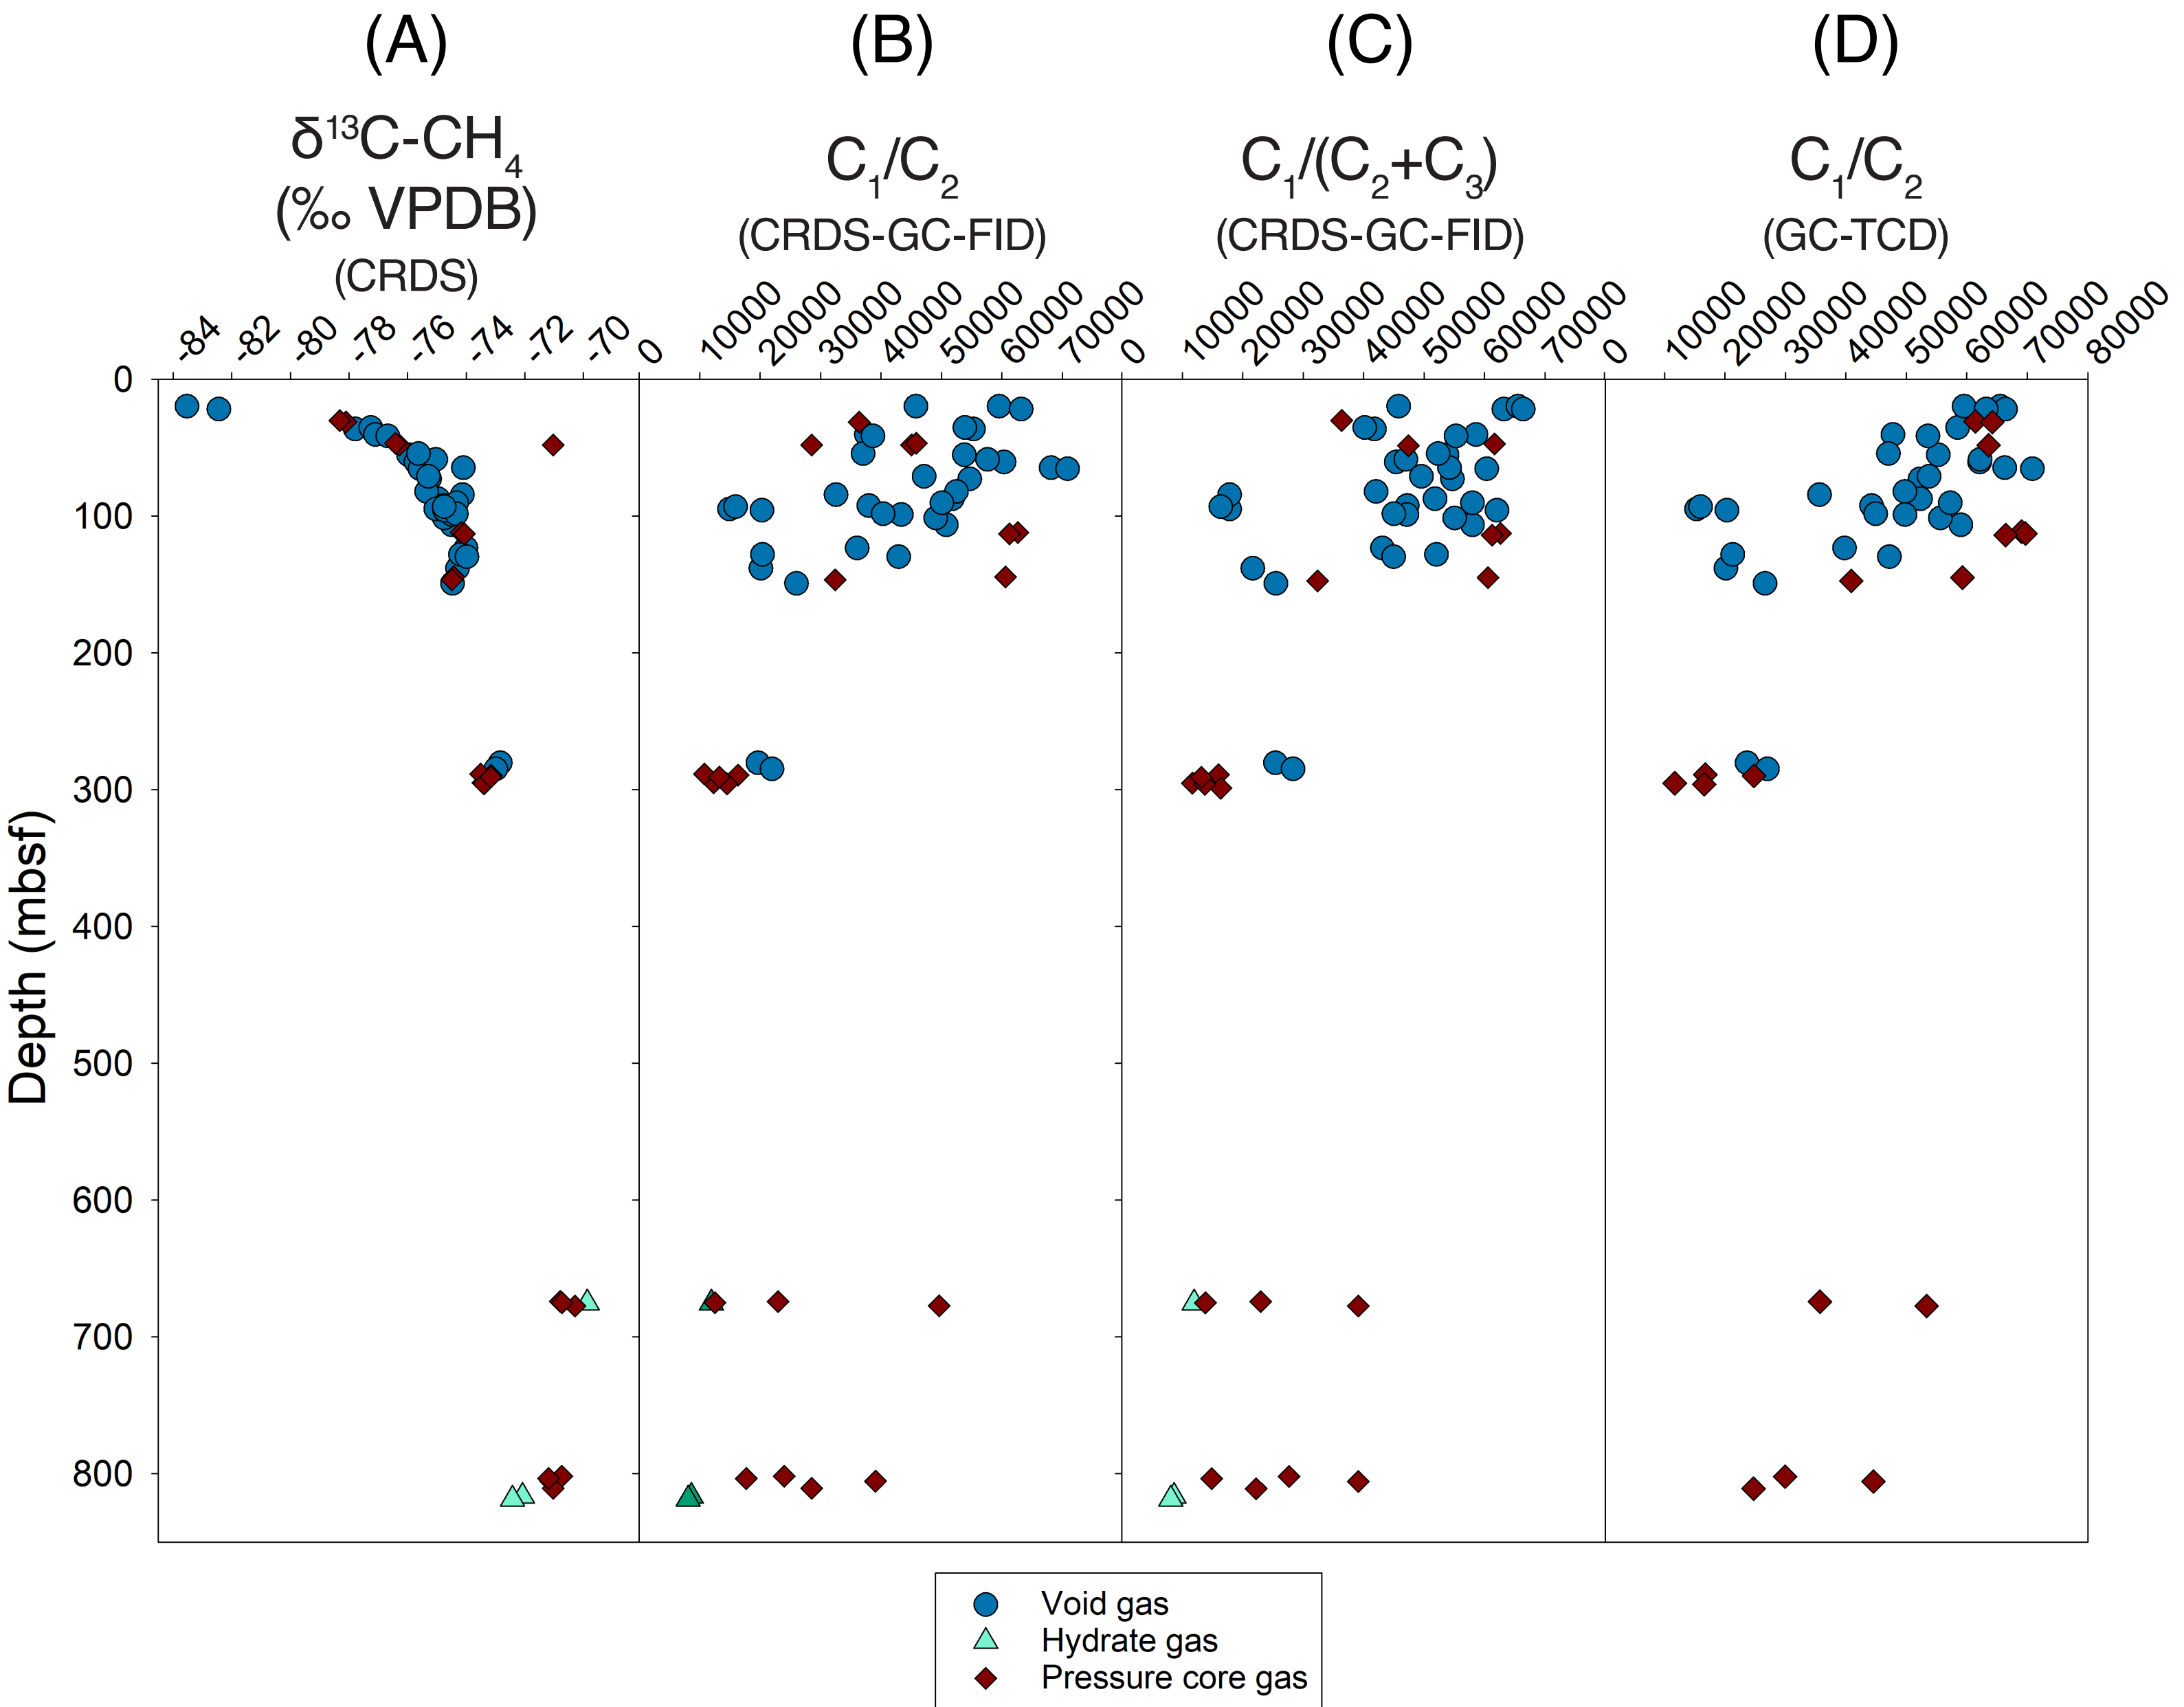 (A) (B) (C) (D)
δ13C-CH4
(‰ VPDB)
(CRDS)
C1/C2
(CRDS-GC-FID)
C1/(C2+C3)
(CRDS-GC-FID)
C1/C2
(GC-TCD)
-84 -82 -80 -78 -76 -74 -72 -70
0 10000 20000 30000 40000 50000 60000 70000
0 10000 20000 30000 40000 50000 60000 70000
0 10000 20000 30000 40000 50000 60000 70000 80000
Depth (mbsf)
0
100
200
300
400
500
600
700
800
Void gas
Hydrate gas
Pressure core gas